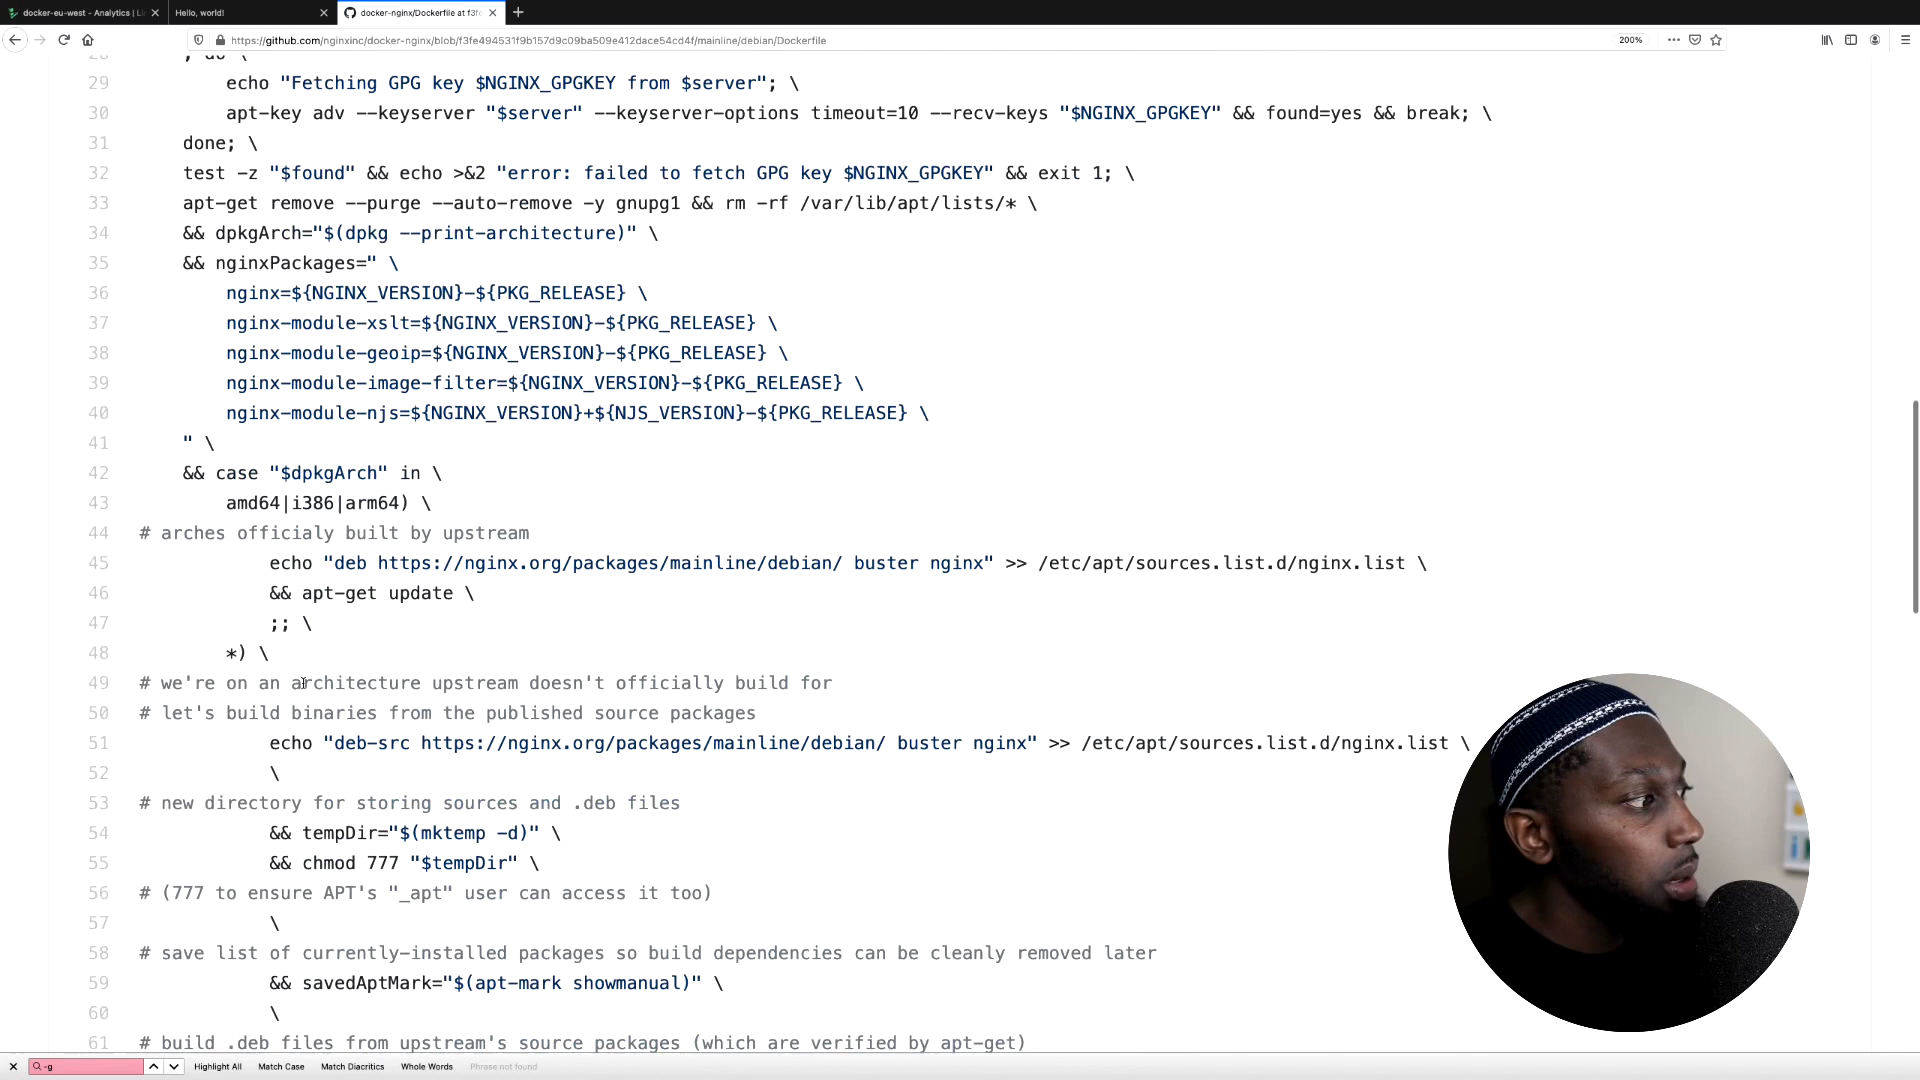 docker-eu-west - Analytics | Li
Hello, world!
docker-nginx/Dockerfile at f3f
https://github.com/nginxinc/docker-nginx/blob/f3fe494531f9b157d9c09ba509e412dace54cd4f/mainline/debian/Dockerfile
200%
28 ; do \
29 echo "Fetching GPG key $NGINX_GPGKEY from $server"; \
30 apt-key adv --keyserver "$server" --keyserver-options timeout=10 --recv-keys "$NGINX_GPGKEY" && found=yes && break; \
31 done; \
32 test -z "$found" && echo >&2 "error: failed to fetch GPG key $NGINX_GPGKEY" && exit 1; \
33 apt-get remove --purge --auto-remove -y gnupg1 && rm -rf /var/lib/apt/lists/* \
34 && dpkgArch="$(dpkg --print-architecture)" \
35 && nginxPackages=" \
36 nginx=${NGINX_VERSION}-${PKG_RELEASE} \
37 nginx-module-xslt=${NGINX_VERSION}-${PKG_RELEASE} \
38 nginx-module-geoip=${NGINX_VERSION}-${PKG_RELEASE} \
39 nginx-module-image-filter=${NGINX_VERSION}-${PKG_RELEASE} \
40 nginx-module-njs=${NGINX_VERSION}+${NJS_VERSION}-${PKG_RELEASE} \
41 " \
42 && case "$dpkgArch" in \
43 amd64|i386|arm64) \
44 # arches officialy built by upstream
45 echo "deb https://nginx.org/packages/mainline/debian/ buster nginx" >> /etc/apt/sources.list.d/nginx.list \
46 && apt-get update \
47 ;; \
48 *) \
49 # we're on an architecture upstream doesn't officially build for
50 # let's build binaries from the published source packages
51 echo "deb-src https://nginx.org/packages/mainline/debian/ buster nginx" >> /etc/apt/sources.list.d/nginx.list \
52 \
53 # new directory for storing sources and .deb files
54 && tempDir="$(mktemp -d)" \
55 && chmod 777 "$tempDir" \
56 # (777 to ensure APT's "_apt" user can access it too)
57 \
58 # save list of currently-installed packages so build dependencies can be cleanly removed later
59 && savedAptMark="$(apt-mark showmanual)" \
60 \
61 # build .deb files from upstream's source packages (which are verified by apt-get)
-g Highlight All Match Case Match Diacritics Whole Words Phrase not found